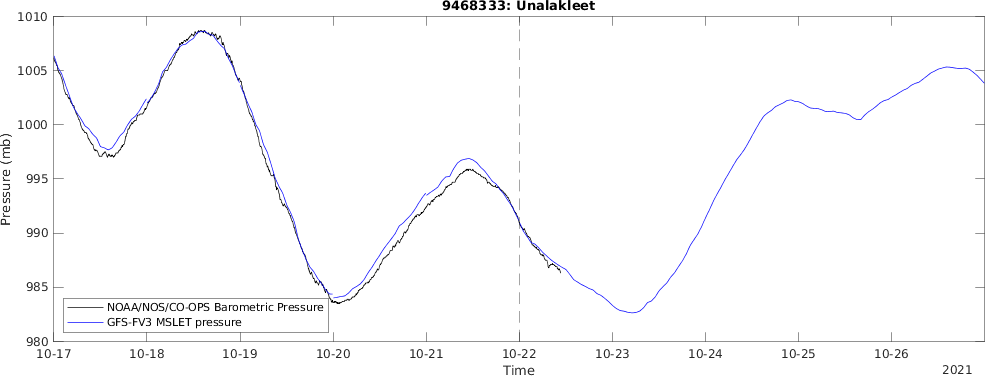 9468333: Unalakleet
Pressure (mb)
1010
1005
1000
995
990
985
980
NOAA/NOS/CO-OPS Barometric Pressure
GFS-FV3 MSLET pressure
10-17 10-18 10-19 10-20 10-21 10-22 10-23 10-24 10-25 10-26
Time
2021